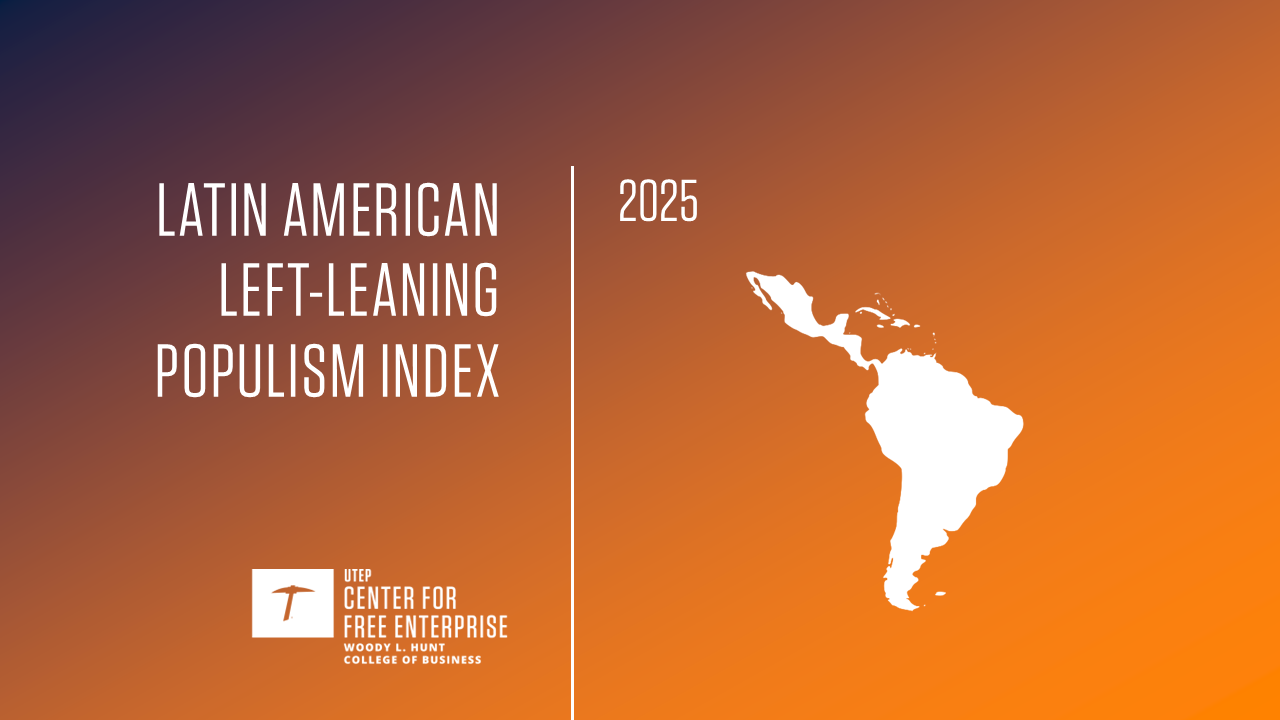 LATIN AMERICAN
LEFT-LEANING
POPULISM INDEX
2025
UTEP
CENTER FOR
FREE ENTERPRISE
WOODY L. HUNT
COLLEGE OF BUSINESS